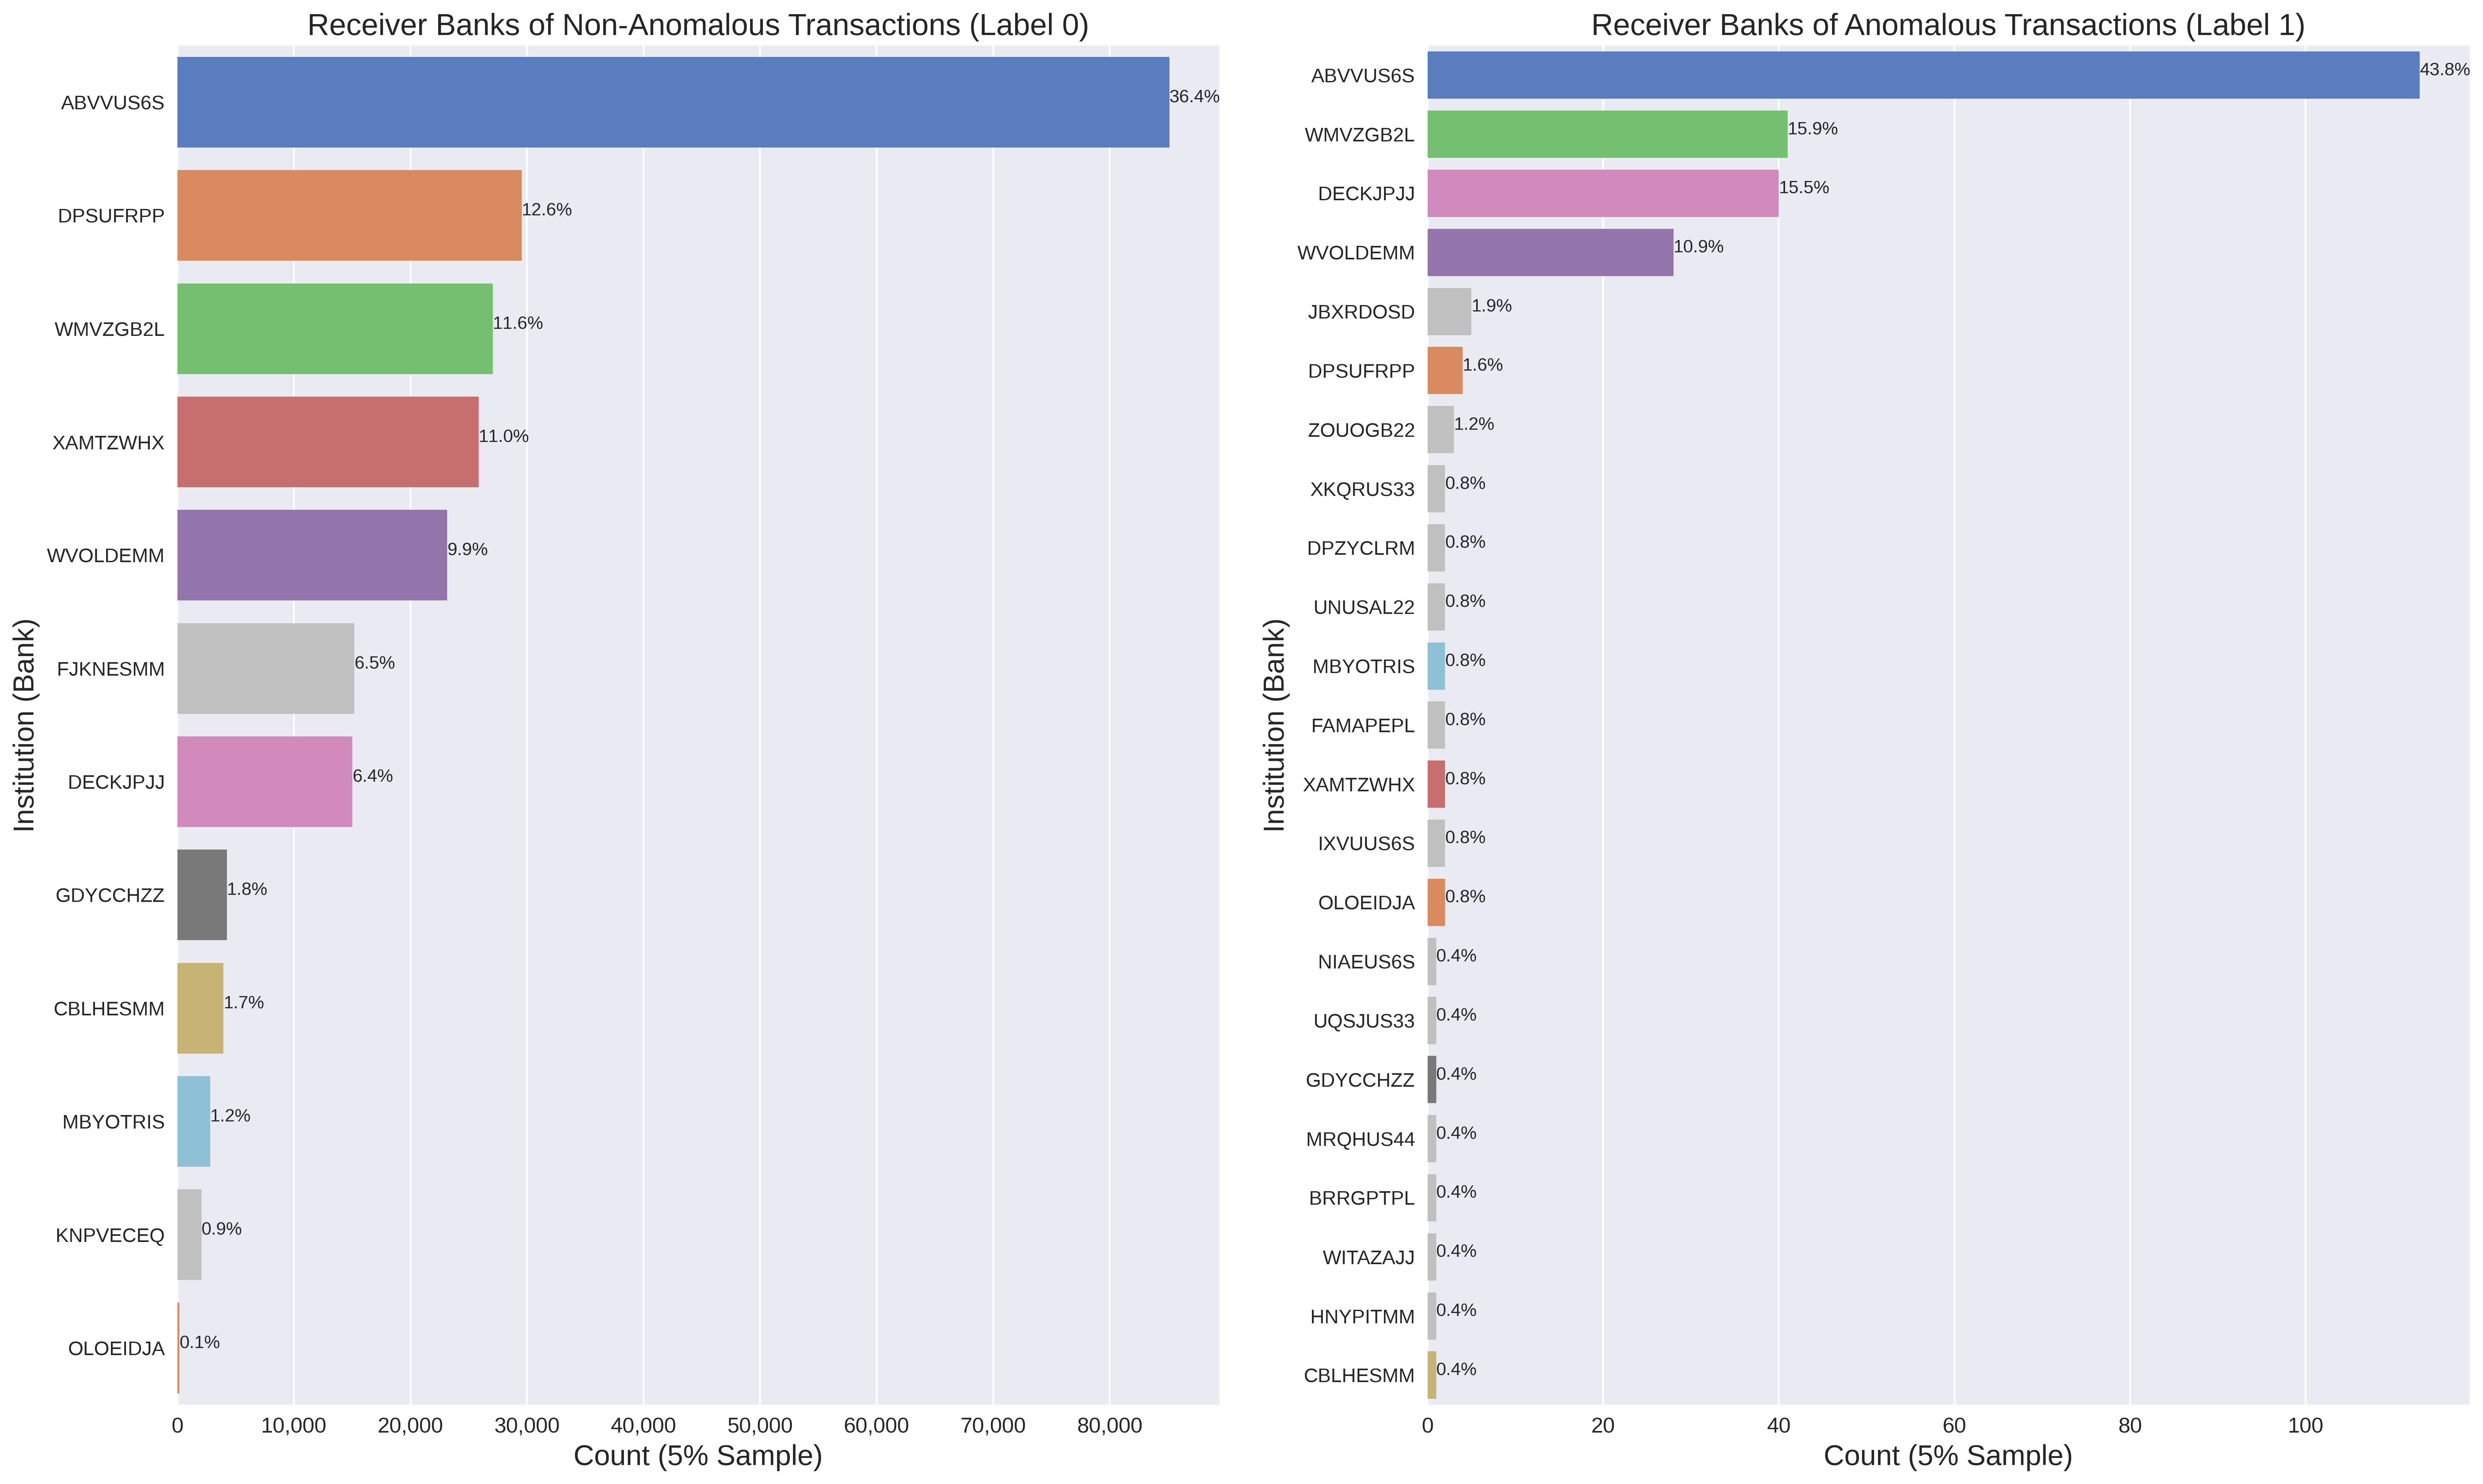 Receiver Banks of Non-Anomalous Transactions (Label 0)
Institution (Bank)
ABVVUS6S 36.4%
DPSUFRPP 12.6%
WMVZGB2L 11.6%
XAMTZWHX 11.0%
WVOLDEMM 9.9%
FJKNESMM 6.5%
DECKJPJJ 6.4%
GDYCCHZZ 1.8%
CBLHESMM 1.7%
MBYOTRIS 1.2%
KNPVECEQ 0.9%
OLOEIDJA 0.1%
0 10,000 20,000 30,000 40,000 50,000 60,000 70,000 80,000
Count (5% Sample)
Receiver Banks of Anomalous Transactions (Label 1)
Institution (Bank)
ABVVUS6S 43.8%
WMVZGB2L 15.9%
DECKJPJJ 15.5%
WVOLDEMM 10.9%
JBXRDOSD 1.9%
DPSUFRPP 1.6%
ZOUOGB22 1.2%
XKQRUS33 0.8%
DPZYCLRM 0.8%
UNUSAL22 0.8%
MBYOTRIS 0.8%
FAMAPEPL 0.8%
XAMTZWHX 0.8%
IXVUUS6S 0.8%
OLOEIDJA 0.8%
NIAEUS6S 0.4%
UQSJUS33 0.4%
GDYCCHZZ 0.4%
MRQHUS44 0.4%
BRRGPTPL 0.4%
WITAZAJJ 0.4%
HNYPITMM 0.4%
CBLHESMM 0.4%
0 20 40 60 80 100
Count (5% Sample)